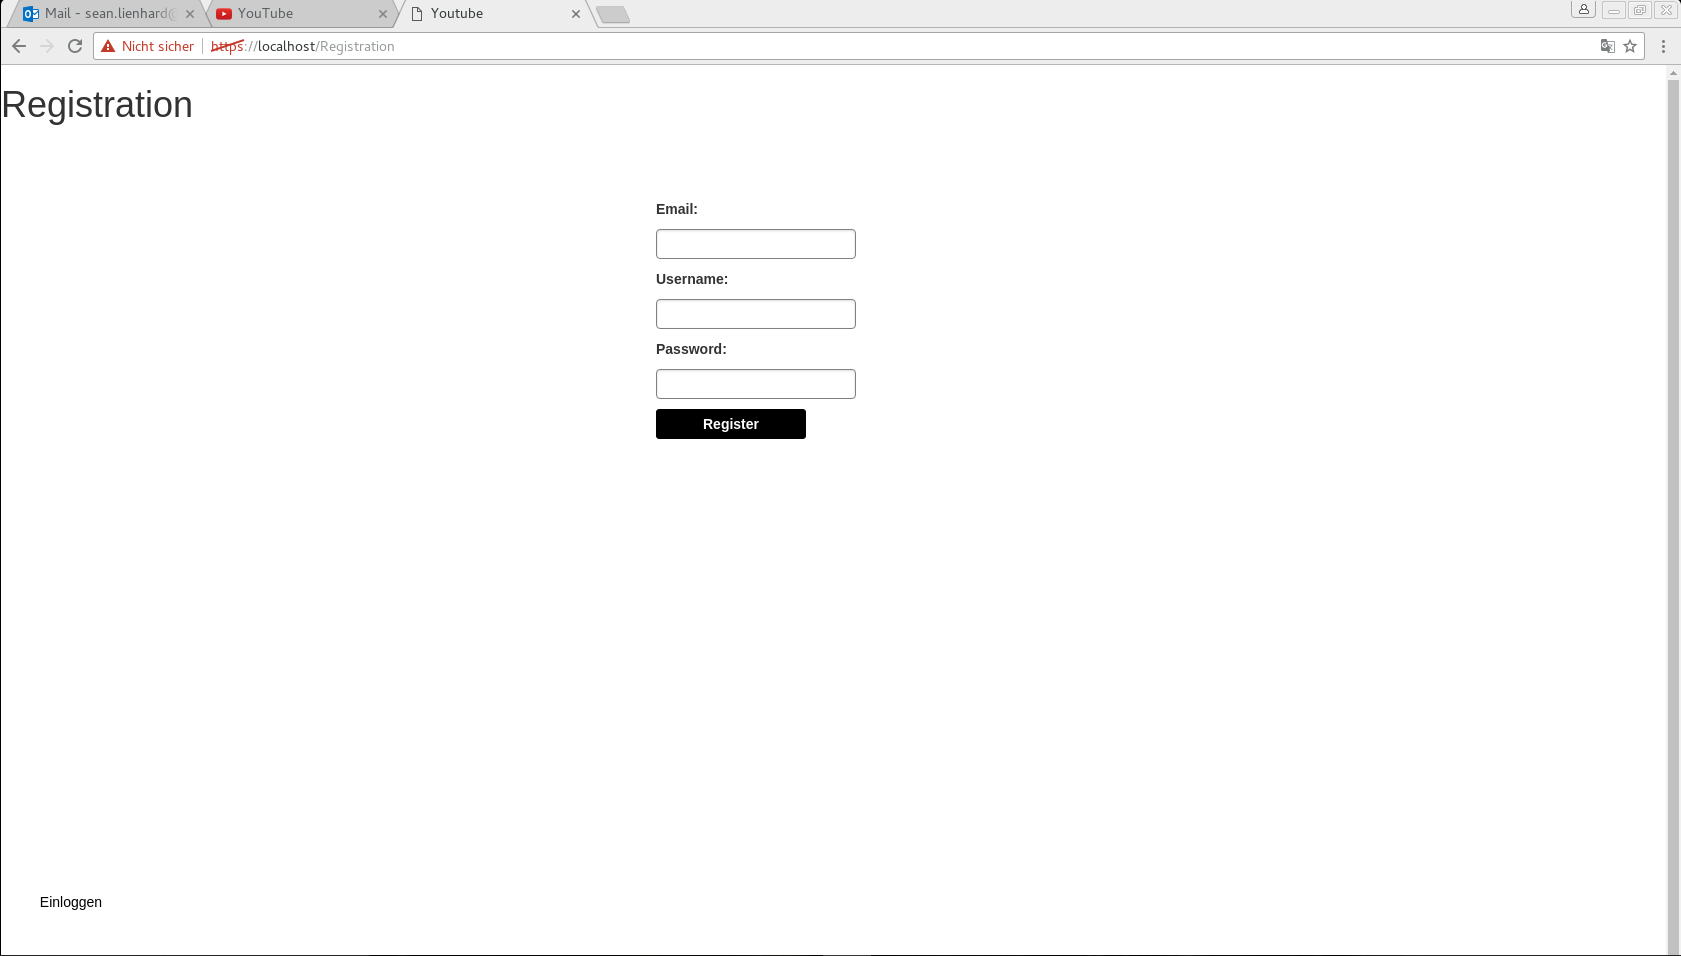 Mail - sean.lienhard@
YouTube
Youtube
Nicht sicher https://localhost/Registration
Registration
Email:
Username:
Password:
Register
Einloggen